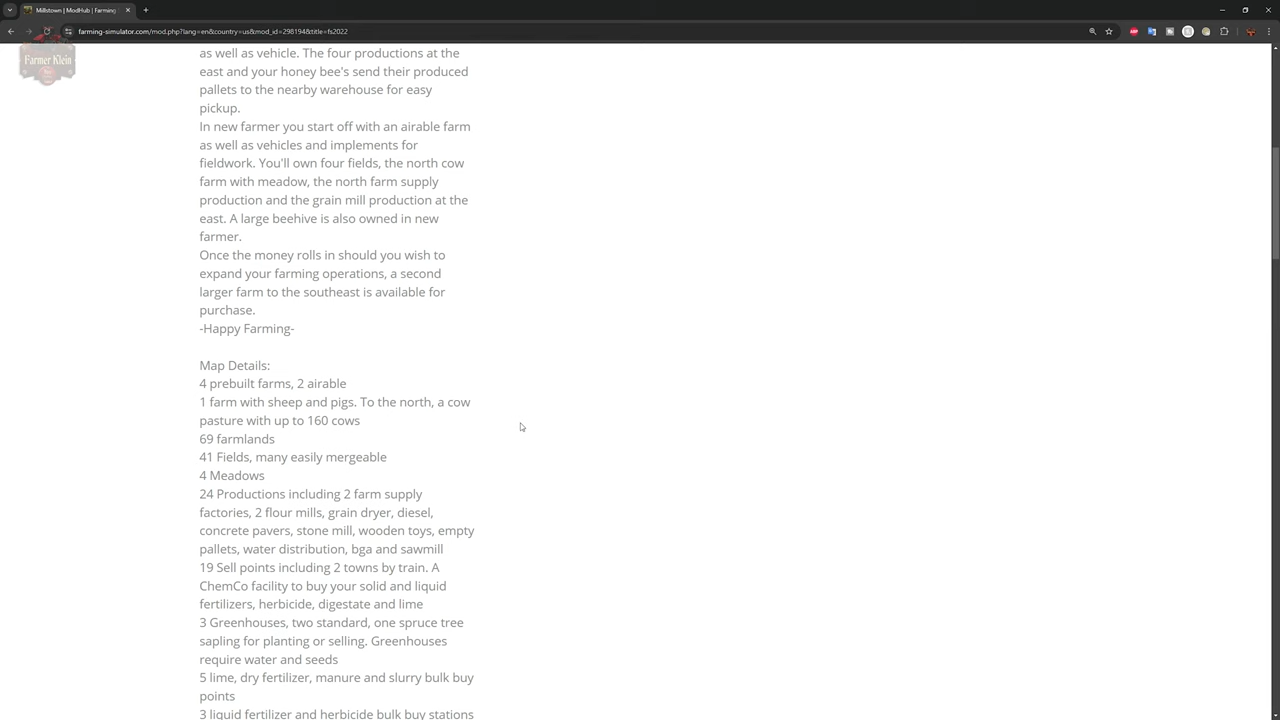 Millstown | ModHub | Farming
farming-simulator.com/mod.php?lang=en&country=us&mod_id=298194&title=fs2022
Farmer Klein
as well as vehicle. The four productions at the
east and your honey bee's send their produced
pallets to the nearby warehouse for easy
pickup.
In new farmer you start off with an airable farm
as well as vehicles and implements for
fieldwork. You'll own four fields, the north cow
farm with meadow, the north farm supply
production and the grain mill production at the
east. A large beehive is also owned in new
farmer.
Once the money rolls in should you wish to
expand your farming operations, a second
larger farm to the southeast is available for
purchase.
-Happy Farming-
Map Details:
4 prebuilt farms, 2 airable
1 farm with sheep and pigs. To the north, a cow
pasture with up to 160 cows
69 farmlands
41 Fields, many easily mergeable
4 Meadows
24 Productions including 2 farm supply
factories, 2 flour mills, grain dryer, diesel,
concrete pavers, stone mill, wooden toys, empty
pallets, water distribution, bga and sawmill
19 Sell points including 2 towns by train. A
ChemCo facility to buy your solid and liquid
fertilizers, herbicide, digestate and lime
3 Greenhouses, two standard, one spruce tree
sapling for planting or selling. Greenhouses
require water and seeds
5 lime, dry fertilizer, manure and slurry bulk buy
points
3 liquid fertilizer and herbicide bulk buy stations